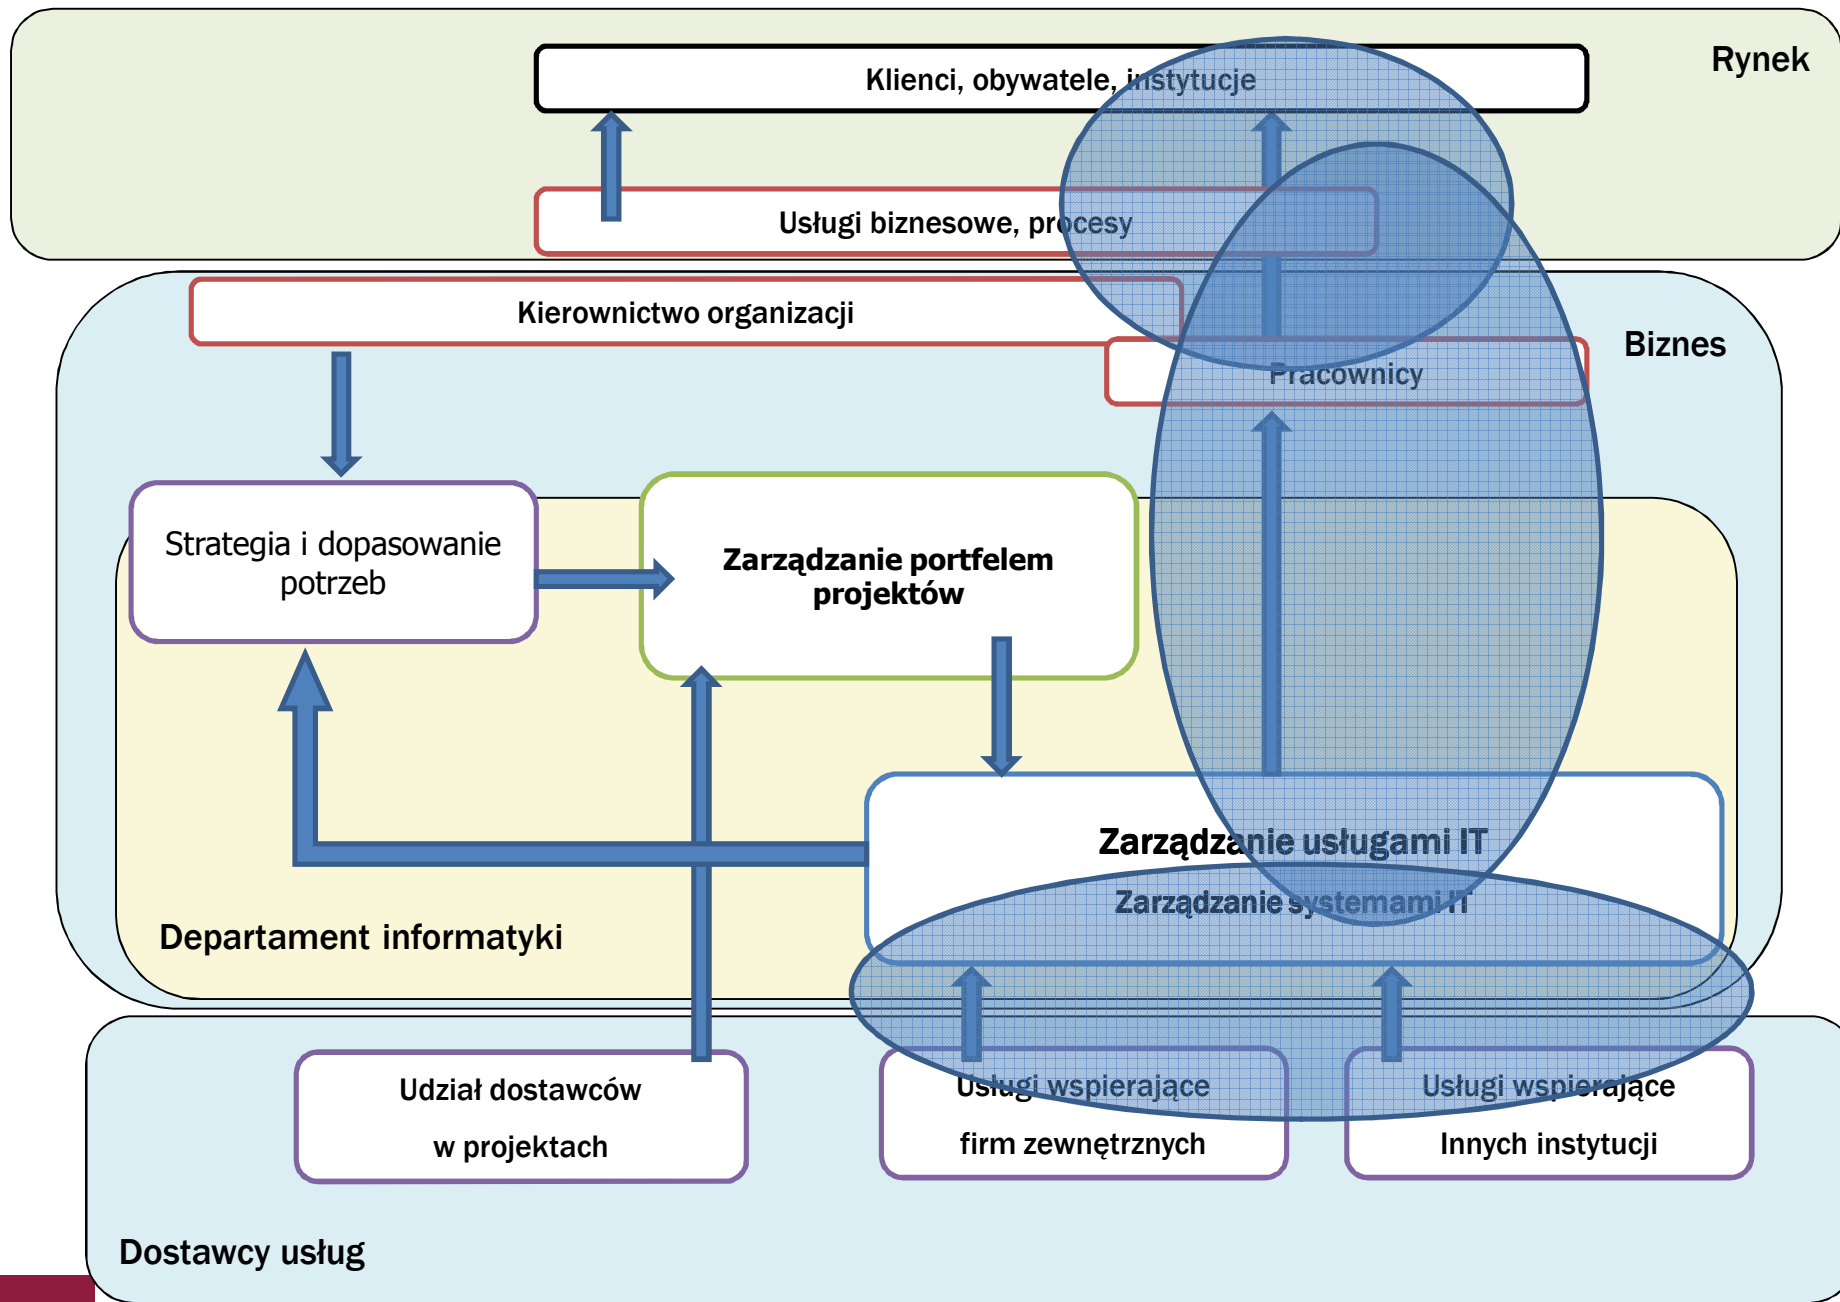 Rynek
Klienci, obywatele, instytucje
Usługi biznesowe, procesy
Kierownictwo organizacji
Biznes
Pracownicy
Strategia i dopasowanie
potrzeb
Zarządzanie portfelem
projektów
Zarządzanie usługami IT
Zarządzanie systemami IT
Departament informatyki
Udział dostawców
w projektach
Usługi wspierające
firm zewnętrznych
Usługi wspierające
Innych instytucji
Dostawcy usług